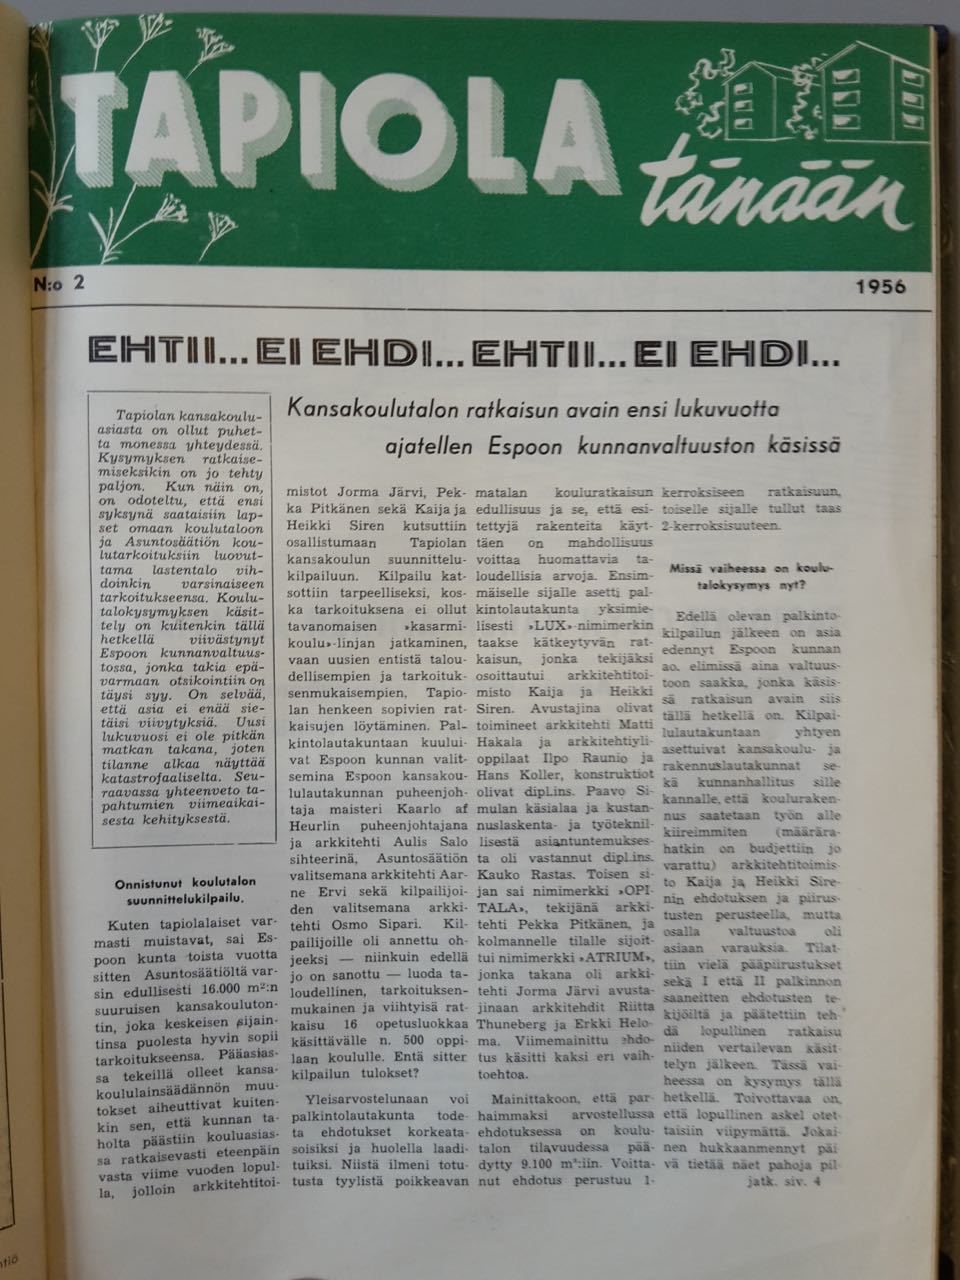 TAPIOLA
tänään
N:o 2
1956
EHTII... EI EHDI... EHTII... EI EHDI...
Kansakoulutalon ratkaisun avain ensi lukuvuotta
ajatellen Espoon kunnanvaltuuston käsissä
Tapiolan kansakoulu-
asiasta on ollut puhet-
ta monessa yhteydessä.
Kysymyksen ratkaise-
miseksikin on jo tehty
paljon. Kun näin on,
on odoteltu, että ensi
syksynä saataisiin lap-
set omaan koulutaloon
ja Asuntosäätiön kou-
lutarkoituksiin luovut-
tama lastentalo vih-
doinkin varsinaiseen
tarkoitukseensa. Koulu-
talokysymyksen käsit-
tely on kuitenkin tällä
hetkellä viivästynyt
Espoon kunnanvaltuus-
tossa, jonka takia epä-
varmaan otsikointiin on
täysi syy. On selvää,
että asia ei enää sie-
täisi viivytyksiä. Uusi
lukuvuosi ei ole pitkän
matkan takana, joten
tilanne alkaa näyttää
katastrofaaliselta. Seu-
raavassa yhteenveto ta-
pahtumien viimeaikai-
sesta kehityksestä.
Onnistunut koulutalon
suunnittelukilpailu.
Kuten tapiolalaiset var-
masti muistavat, sai Es-
poon kunta toista vuotta
sitten Asuntosäätiöltä var-
sin edullisesti 16.000 m²:n
suuruisen kansakouluton-
tin, joka keskeisen sijain-
tinsa puolesta hyvin sopii
tarkoitukseensa. Pääasias-
sa tekeillä olleet kansa-
koululainsäädännön muu-
tokset aiheuttivat kuiten-
kin sen, että kunnan ta-
holta päästiin kouluasias-
sa ratkaisevasti eteenpäin
vasta viime vuoden lopul-
la, jolloin arkkitehtitoi-
mistot Jorma Järvi, Pek-
ka Pitkänen sekä Kaija ja
Heikki Siren kutsuttiin
osallistumaan Tapiolan
kansakoulun suunnittelu-
kilpailuun. Kilpailu kat-
sottiin tarpeelliseksi, kos-
ka tarkoituksena ei ollut
tavanomaisen »kasarmi-
koulu»-linjan jatkaminen,
vaan uusien entistä talou-
dellisempien ja tarkoituk-
senmukaisempien, Tapio-
lan henkeen sopivien rat-
kaisujen löytäminen. Pal-
kintolautakuntaan kuului-
vat Espoon kunnan valit-
semina Espoon kansakou-
lulautakunnan puheenjoh-
taja maisteri Kaarlo af
Heurlin puheenjohtajana
ja arkkitehti Aulis Salo
sihteerinä, Asuntosäätiön
valitsemana arkkitehti Aar-
ne Ervi sekä kilpailijoi-
den valitsemana arkki-
tehti Osmo Sipari. Kil-
pailijoille oli annettu oh-
jeeksi — niinkuin edellä
jo on sanottu — luoda ta-
loudellinen, tarkoituksen-
mukainen ja viihtyisä rat-
kaisu 16 opetusluokkaa
käsittävälle n. 500 oppi-
laan koululle. Entä sitter
kilpailun tulokset?
Yleisarvostelunaan voi
palkintolautakunta tode-
ta ehdotukset korkeata-
soisiksi ja huolella laadi-
tuiksi. Niistä ilmeni totu-
tusta tyylistä poikkeavan
matalan kouluratkaisun
edullisuus ja se, että esi-
tettyjä rakenteita käyt-
täen on mahdollisuus
voittaa huomattavia ta-
loudellisia arvoja. Ensim-
mäiselle sijalle asetti pal-
kintolautakunta yksimie-
lisesti »LUX»-nimimerkin
taakse kätkeytyvän rat-
kaisun, jonka tekijäksi
osoittautui arkkitehtitoi-
misto Kaija ja Heikki
Siren. Avustajina olivat
toimineet arkkitehti Matti
Hakala ja arkkitehtiyli-
oppilaat Ilpo Raunio ja
Hans Koller, konstruktiot
olivat dipl.ins. Paavo Si-
mulan käsialaa ja kustan-
nuslaskenta- ja työteknil-
lisestä asiantuntemukses-
ta oli vastannut dipl.ins.
Kauko Rastas. Toisen si-
jan sai nimimerkki »OPI-
TALA», tekijänä arkki-
tehti Pekka Pitkänen, ja
kolmannelle tilalle sijoit-
tui nimimerkki »ATRIUM»,
jonka takana oli arkki-
tehti Jorma Järvi avusta-
jinaan arkkitehdit Riitta
Thuneberg ja Erkki Helo-
ma. Viimemainittu ehdo-
tus käsitti kaksi eri vaih-
toehtoa.
Mainittakoon, että par-
haimmaksi arvostellussa
ehdotuksessa on koulu-
talon tilavuudessa pää-
dytty 9.100 m³:iin. Voitta-
nut ehdotus perustuu 1-
kerroksiseen ratkaisuun,
toiselle sijalle tullut taas
2-kerroksisuuteen.
Missä vaiheessa on koulu-
talokysymys nyt?
Edellä olevan palkinto-
kilpailun jälkeen on asia
edennyt Espoon kunnan
ao. elimissä aina valtuus-
toon saakka, jonka käsis-
sä ratkaisun avain siis
tällä hetkellä on. Kilpai-
lulautakuntaan yhtyen
asettuivat kansakoulu- ja
rakennuslautakunnat se-
kä kunnanhallitus sille
kannalle, että kouluraken-
nus saatetaan työn alle
kiireimmiten (määrära-
hatkin on budjettiin jo
varattu) arkkitehtitoimis-
to Kaija ja Heikki Sire-
nin ehdotuksen ja piirus-
tusten perusteella, mutta
osalla valtuustoa oli
asiaan varauksia. Tilat-
tiin vielä pääpiirustukset
sekä I että II palkinnon
saaneitten ehdotusten te-
kijöiltä ja päätettiin teh-
dä lopullinen ratkaisu
niiden vertailevan käsit-
telyn jälkeen. Tässä vai-
heessa on kysymys tällä
hetkellä. Toivottavaa on,
että lopullinen askel otet-
taisiin viipymättä. Jokai-
nen hukkaanmennyt päi
vä tietää näet pahoja pil-
jatk. siv. 4
ntiö